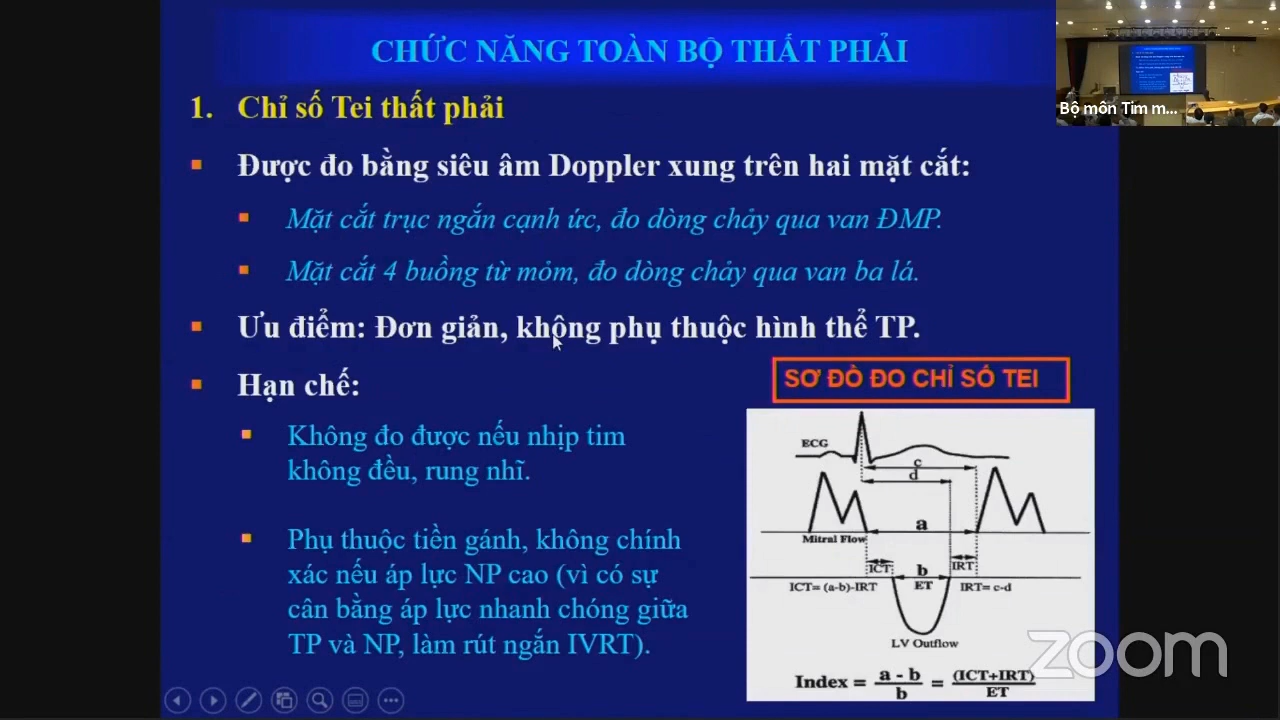 CHỨC NĂNG TOÀN BỘ THẤT PHẢI
Bộ môn Tim m...
1. Chỉ số Tei thất phải
Được đo bằng siêu âm Doppler xung trên hai mặt cắt:
Mặt cắt trục ngắn cạnh ức, đo dòng chảy qua van ĐMP.
Mặt cắt 4 buồng từ mỏm, đo dòng chảy qua van ba lá.
Ưu điểm: Đơn giản, không phụ thuộc hình thể TP.
Hạn chế:
Không đo được nếu nhịp tim
không đều, rung nhĩ.
Phụ thuộc tiền gánh, không chính
xác nếu áp lực NP cao (vì có sự
cân bằng áp lực nhanh chóng giữa
TP và NP, làm rút ngắn IVRT).
SƠ ĐỒ ĐO CHỈ SỐ TEI
ECG
c
d
a
Mitral Flow
ICT
b
IRT
ICT= (a-b)-IRT
ET
IRT= c-d
LV Outflow
Index = a - b / b = (ICT+IRT) / ET
zoom